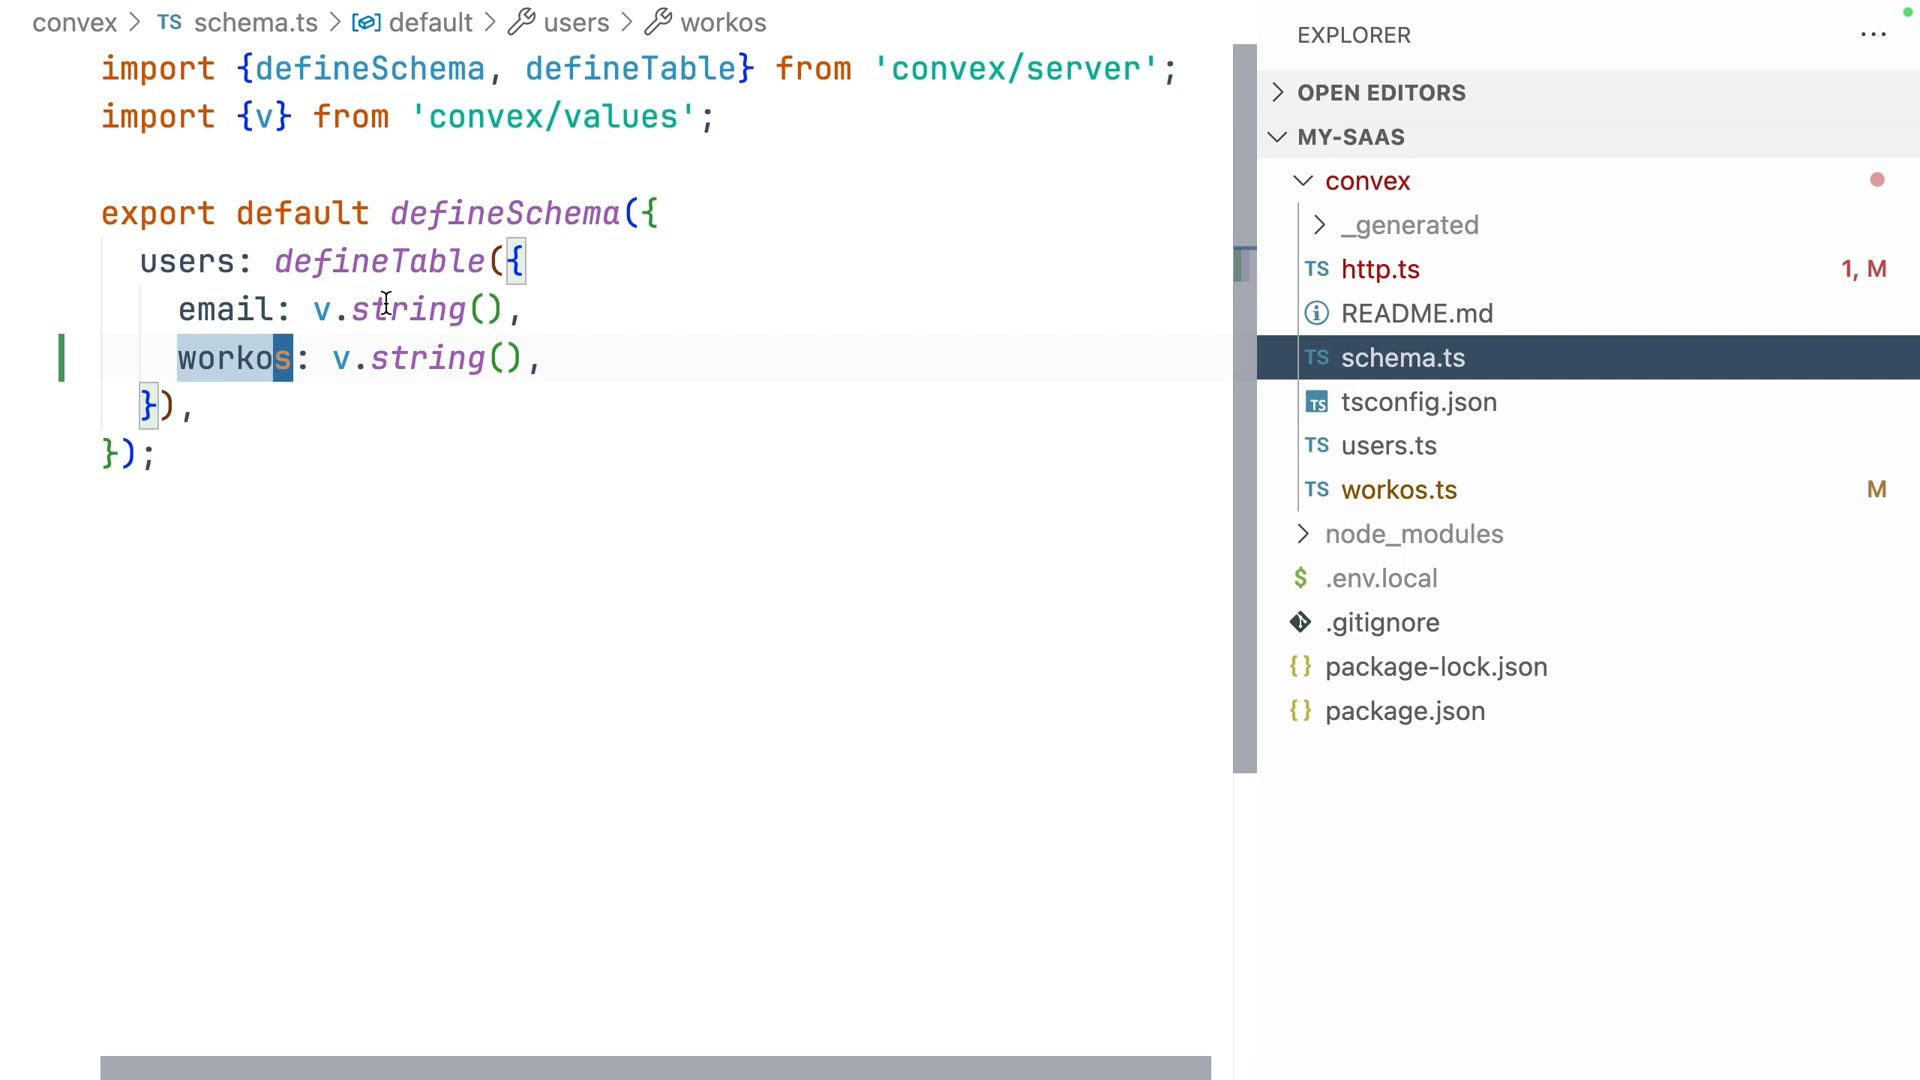 convex > TS schema.ts > default > users > workos
import {defineSchema, defineTable} from 'convex/server';
import {v} from 'convex/values';
export default defineSchema({
users: defineTable({
email: v.string(),
workos: v.string(),
}),
});
EXPLORER ...
OPEN EDITORS
MY-SAAS
convex
_generated
TS http.ts 1, M
README.md
TS schema.ts
TS tsconfig.json
TS users.ts
TS workos.ts M
node_modules
$ .env.local
.gitignore
{} package-lock.json
{} package.json